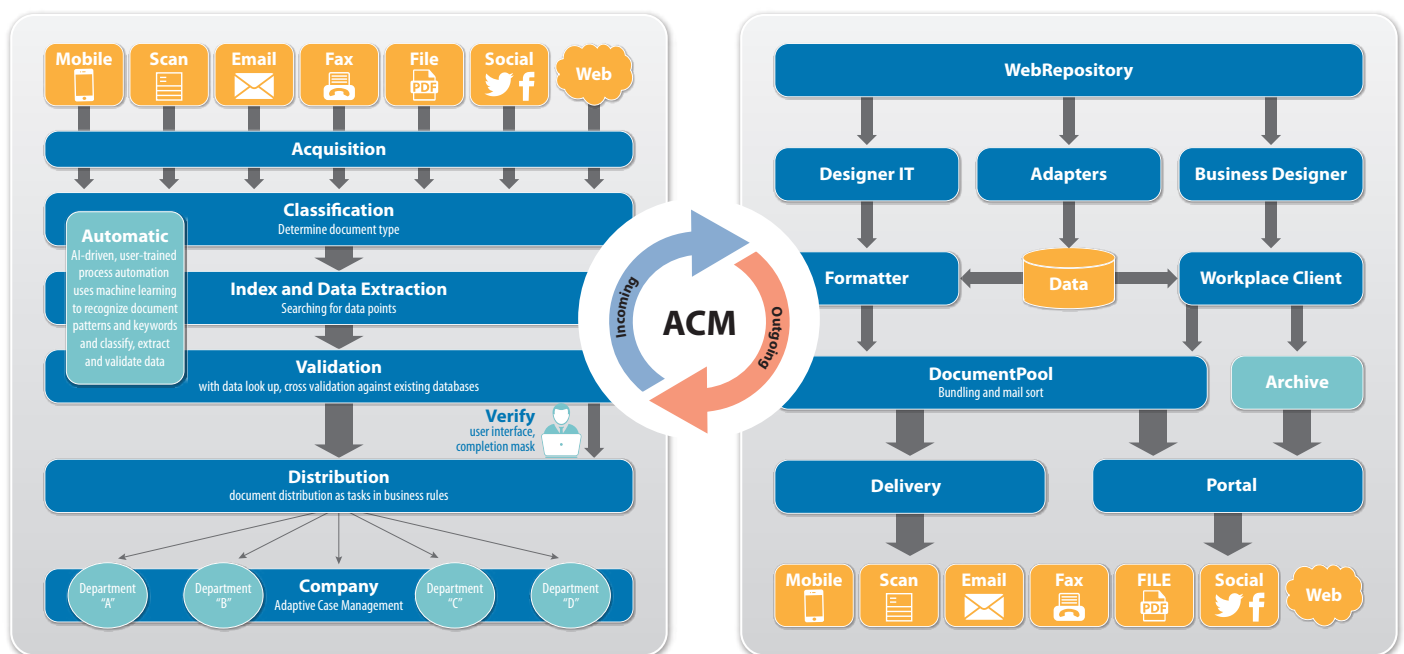 Mobile
Scan
Email
Fax
File
PDF
Social
Web
Acquisition
Classification
Determine document type
Automatic
AI-driven, user-trained
process automation
uses machine learning
to recognize document
patterns and keywords
and classify, extract
and validate data
Index and Data Extraction
Searching for data points
Validation
with data look up, cross validation against existing databases
Verify
user interface,
completion mask
Distribution
document distribution as tasks in business rules
Department
"A"
Department
"B"
Company
Adaptive Case Management
Department
"C"
Department
"D"
Incoming
ACM
Outgoing
WebRepository
Designer IT
Adapters
Business Designer
Formatter
Data
Workplace Client
DocumentPool
Bundling and mail sort
Archive
Delivery
Portal
Mobile
Scan
Email
Fax
FILE
PDF
Social
Web